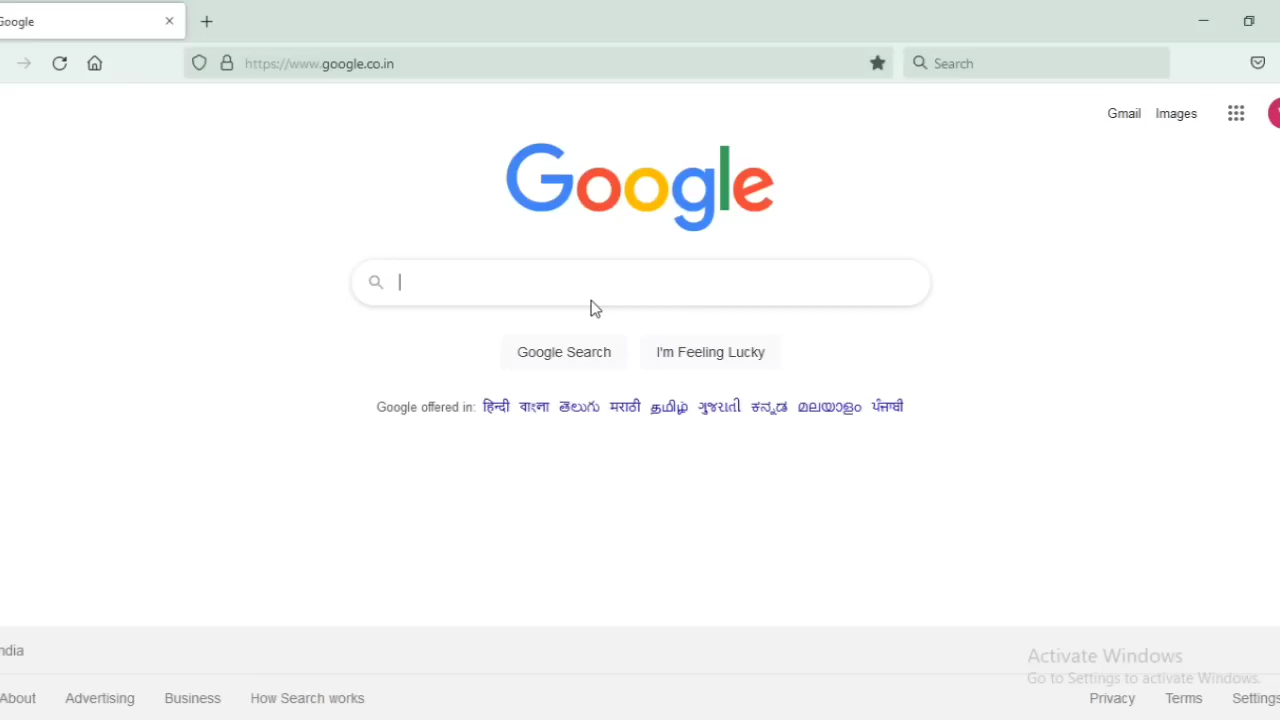 Google
https://www.google.co.in
Search
Gmail Images
Google
Google Search I'm Feeling Lucky
Google offered in: हिन्दी বাংলা తెలుగు मराठी தமிழ் ગુજરાતી ಕನ್ನಡ മലയാളം ਪੰਜਾਬੀ
ndia
Activate Windows
Go to Settings to activate Windows.
About Advertising Business How Search works Privacy Terms Settings